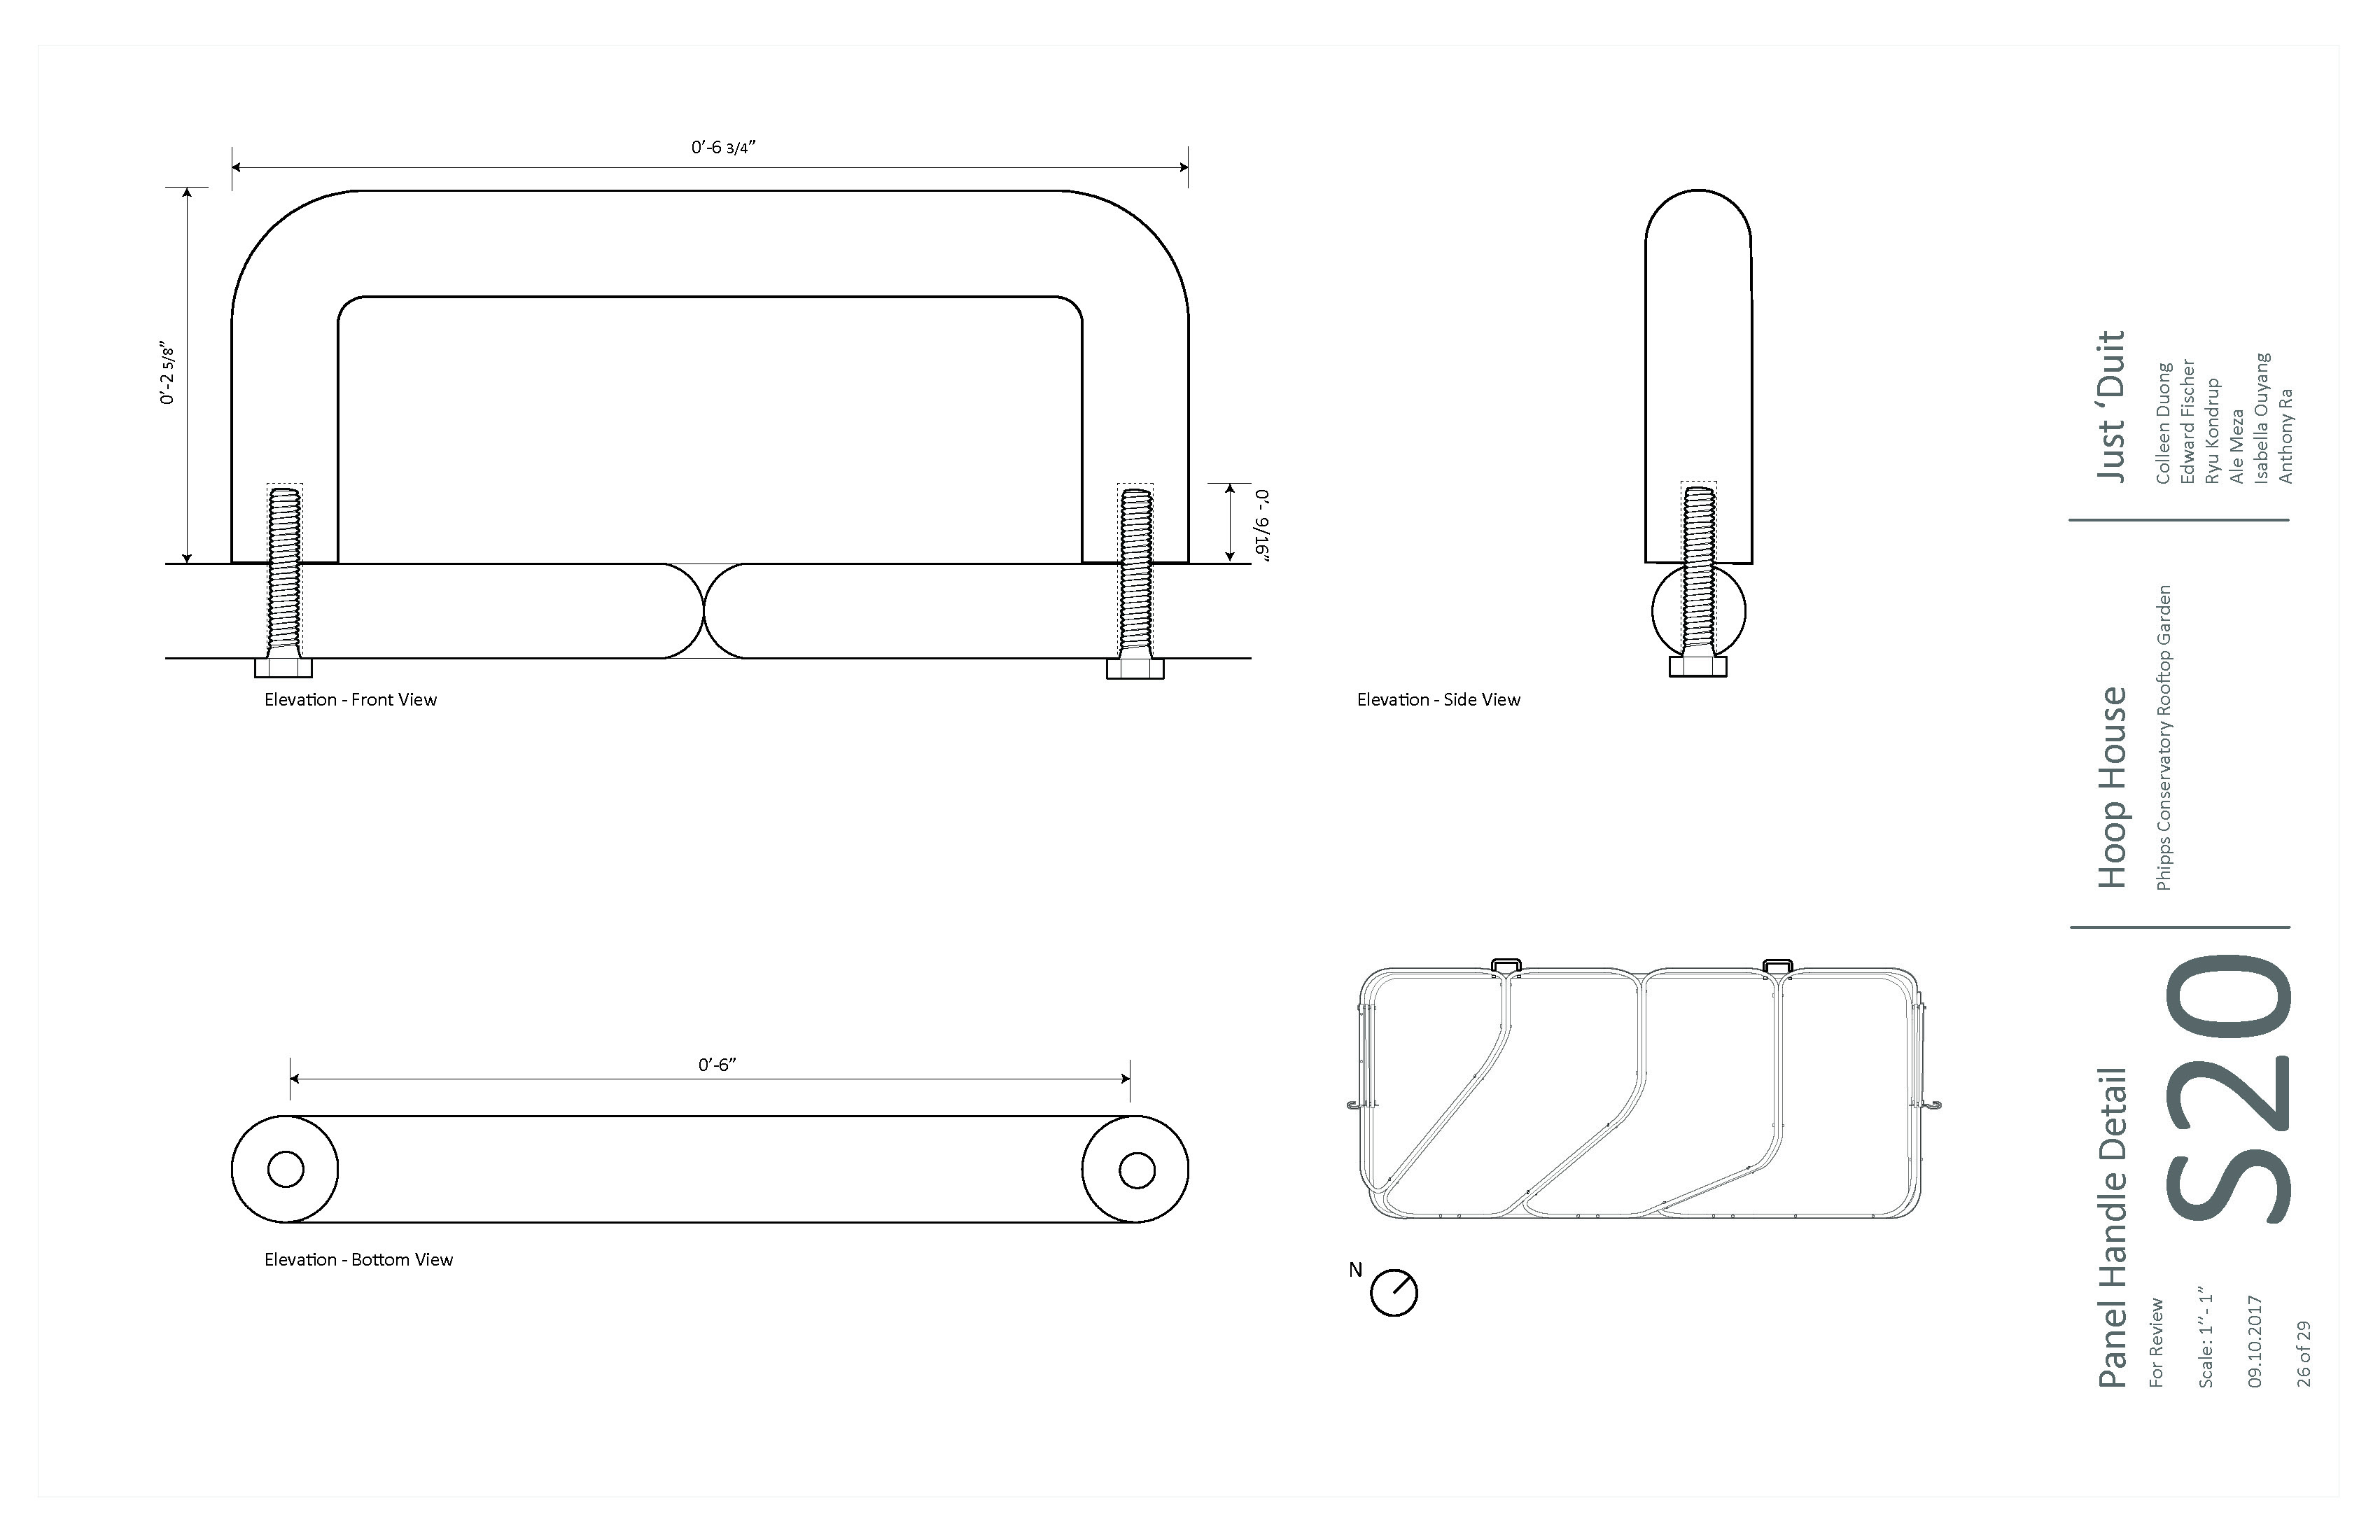 0’-6 3/4”
0’-2 5/8”
0’- 9/16”
Elevation - Front View
Elevation - Side View
0’-6”
Elevation - Bottom View
N
Just ‘Duit
Colleen Duong
Edward Fischer
Ryu Kondrup
Ale Meza
Isabella Ouyang
Anthony Ra
Hoop House
Phipps Conservatory Rooftop Garden
Panel Handle Detail
S20
For Review
Scale: 1’’- 1”
09.10.2017
26 of 29